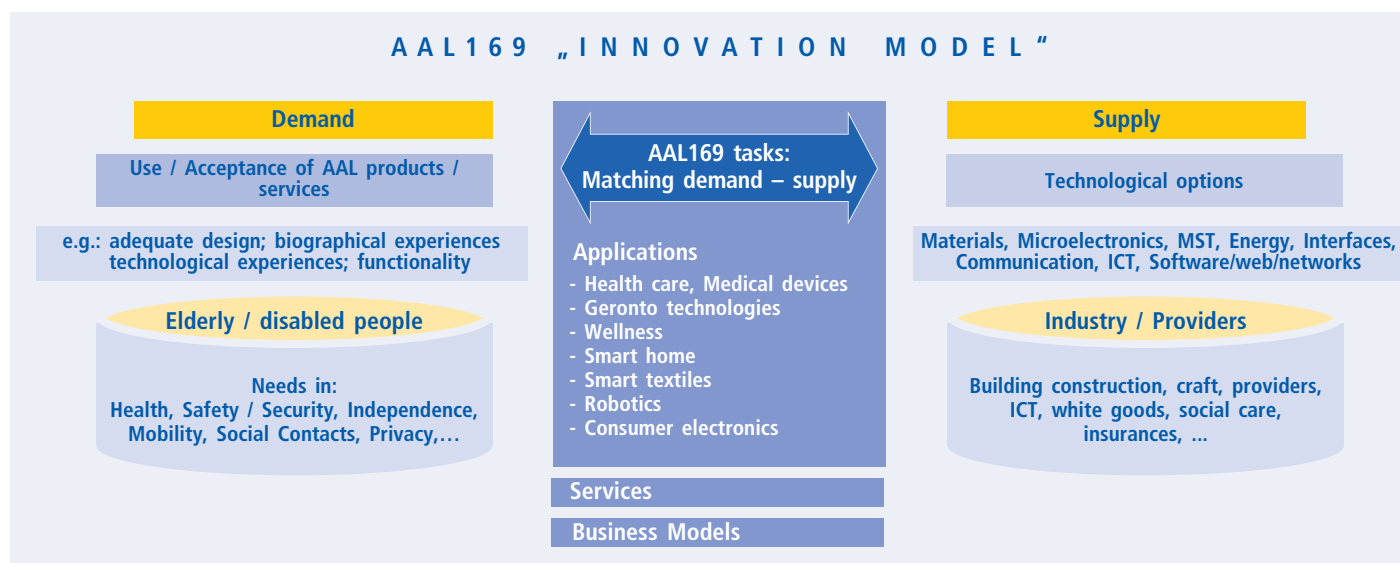 AAL169 „INNOVATION MODEL“
Demand
Use / Acceptance of AAL products /
services
e.g.: adequate design; biographical experiences
technological experiences; functionality
Elderly / disabled people
Needs in:
Health, Safety / Security, Independence,
Mobility, Social Contacts, Privacy,...
AAL169 tasks:
Matching demand – supply
Applications
- Health care, Medical devices
- Geronto technologies
- Wellness
- Smart home
- Smart textiles
- Robotics
- Consumer electronics
Services
Business Models
Supply
Technological options
Materials, Microelectronics, MST, Energy, Interfaces,
Communication, ICT, Software/web/networks
Industry / Providers
Building construction, craft, providers,
ICT, white goods, social care,
insurances, ...